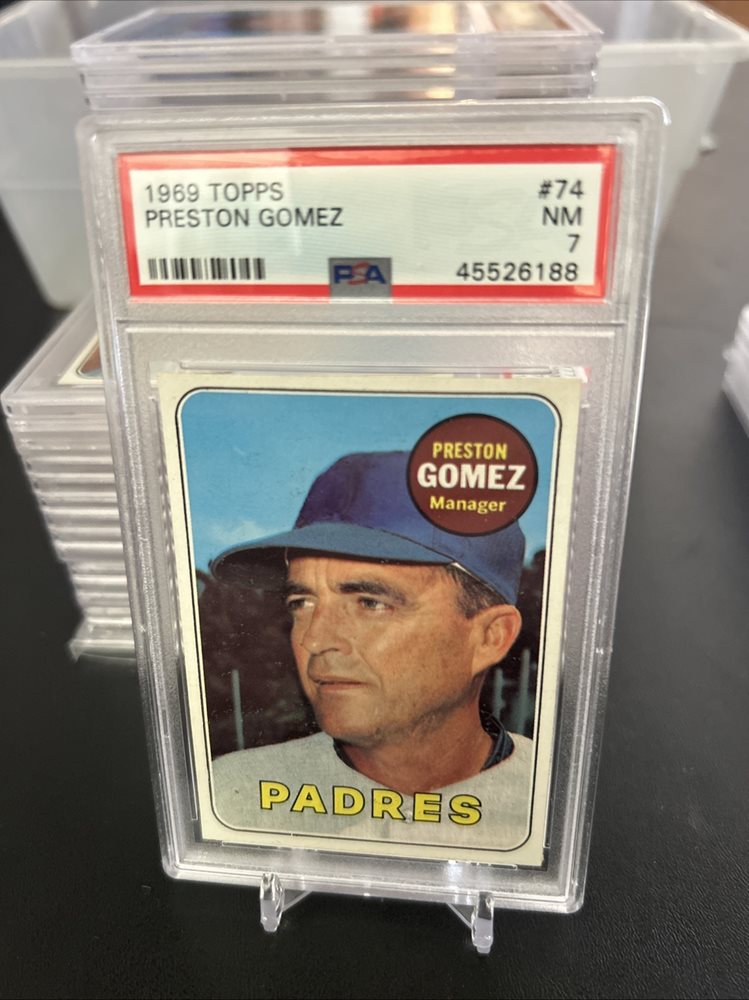 1969 TOPPS #74
PRESTON GOMEZ NM
7
PSA 45526188
PRESTON
GOMEZ
Manager
PADRES